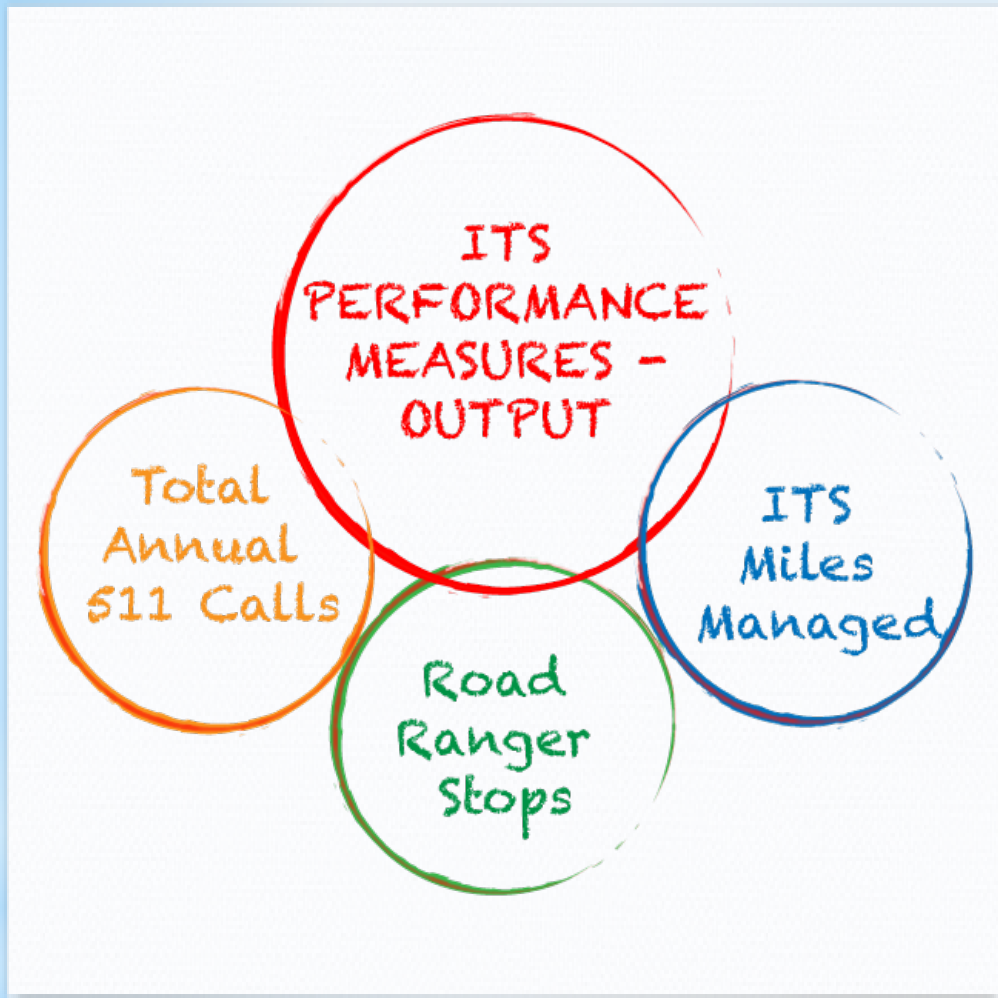 ITS
PERFORMANCE
MEASURES -
OUTPUT
Total
Annual
511 Calls
Road
Ranger
Stops
ITS
Miles
Managed